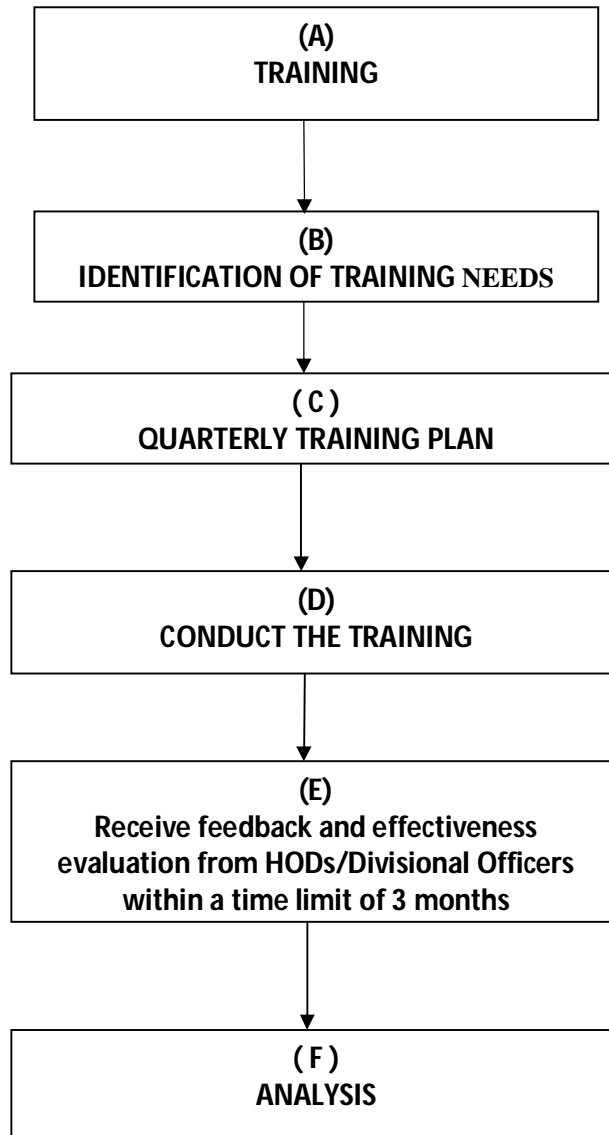 (A)
TRAINING
(B)
IDENTIFICATION OF TRAINING NEEDS
( C )
QUARTERLY TRAINING PLAN
(D)
CONDUCT THE TRAINING
(E)
Receive feedback and effectiveness
evaluation from HODs/Divisional Officers
within a time limit of 3 months
( F )
ANALYSIS